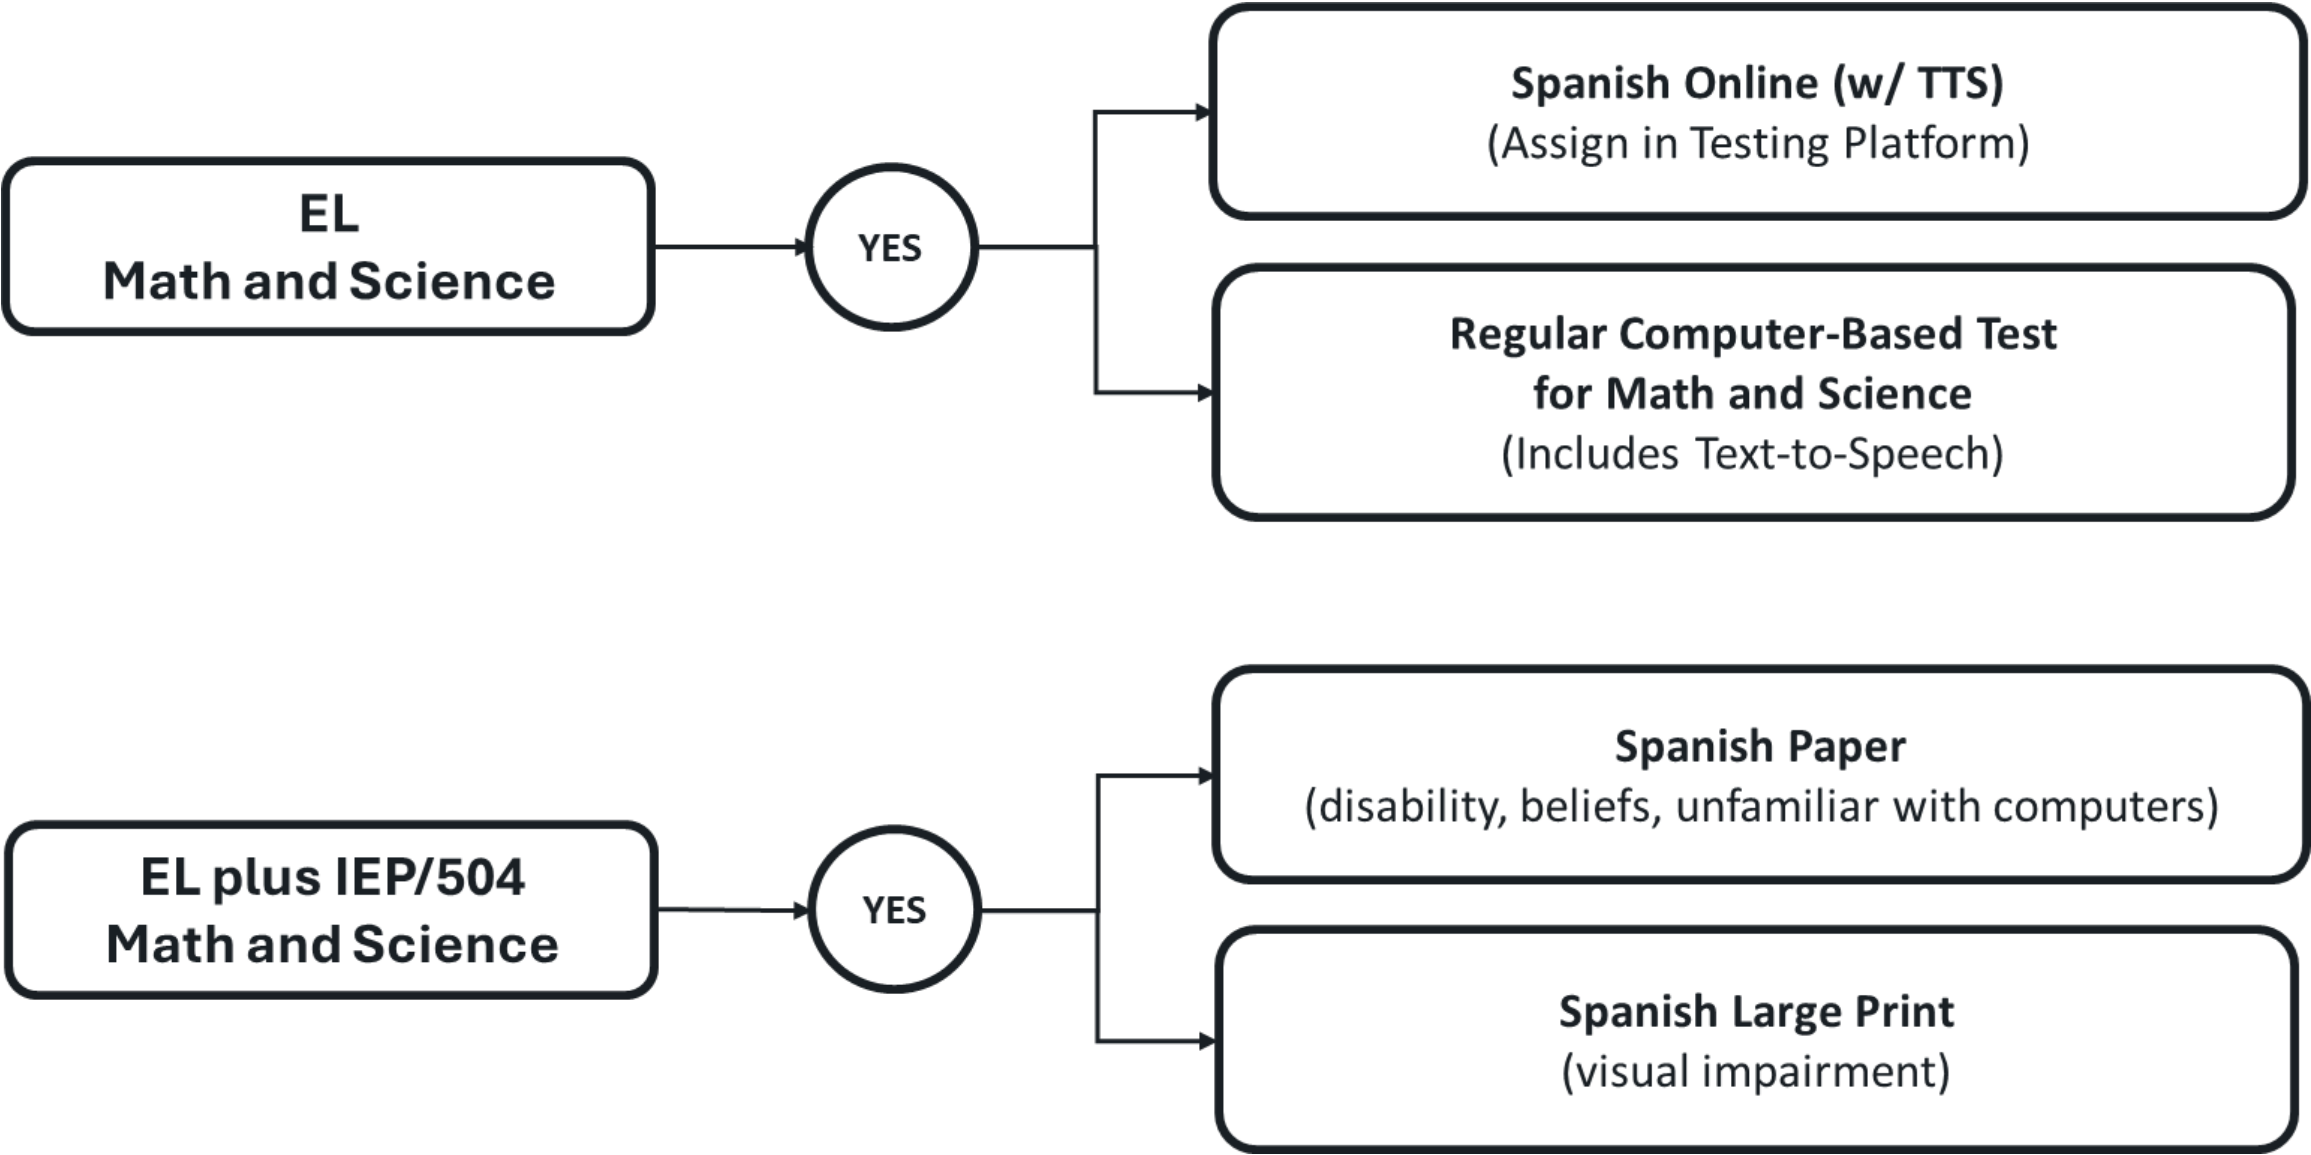 EL
Math and Science
YES
Spanish Online (w/ TTS)
(Assign in Testing Platform)
Regular Computer-Based Test
for Math and Science
(Includes Text-to-Speech)
EL plus IEP/504
Math and Science
YES
Spanish Paper
(disability, beliefs, unfamiliar with computers)
Spanish Large Print
(visual impairment)